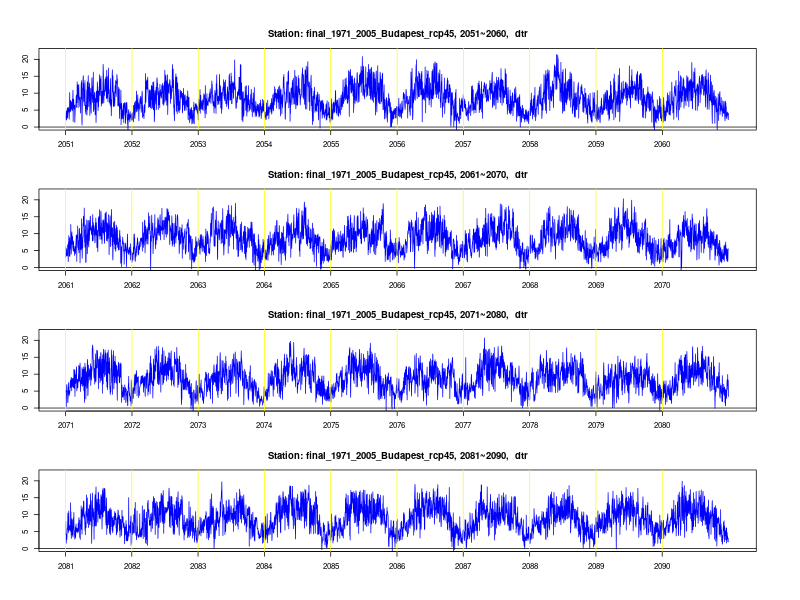 Station: final_1971_2005_Budapest_rcp45, 2051~2060, dtr
20
15
10
5
0
2051 2052 2053 2054 2055 2056 2057 2058 2059 2060
Station: final_1971_2005_Budapest_rcp45, 2061~2070, dtr
20
15
10
5
0
2061 2062 2063 2064 2065 2066 2067 2068 2069 2070
Station: final_1971_2005_Budapest_rcp45, 2071~2080, dtr
20
15
10
5
0
2071 2072 2073 2074 2075 2076 2077 2078 2079 2080
Station: final_1971_2005_Budapest_rcp45, 2081~2090, dtr
20
15
10
5
0
2081 2082 2083 2084 2085 2086 2087 2088 2089 2090